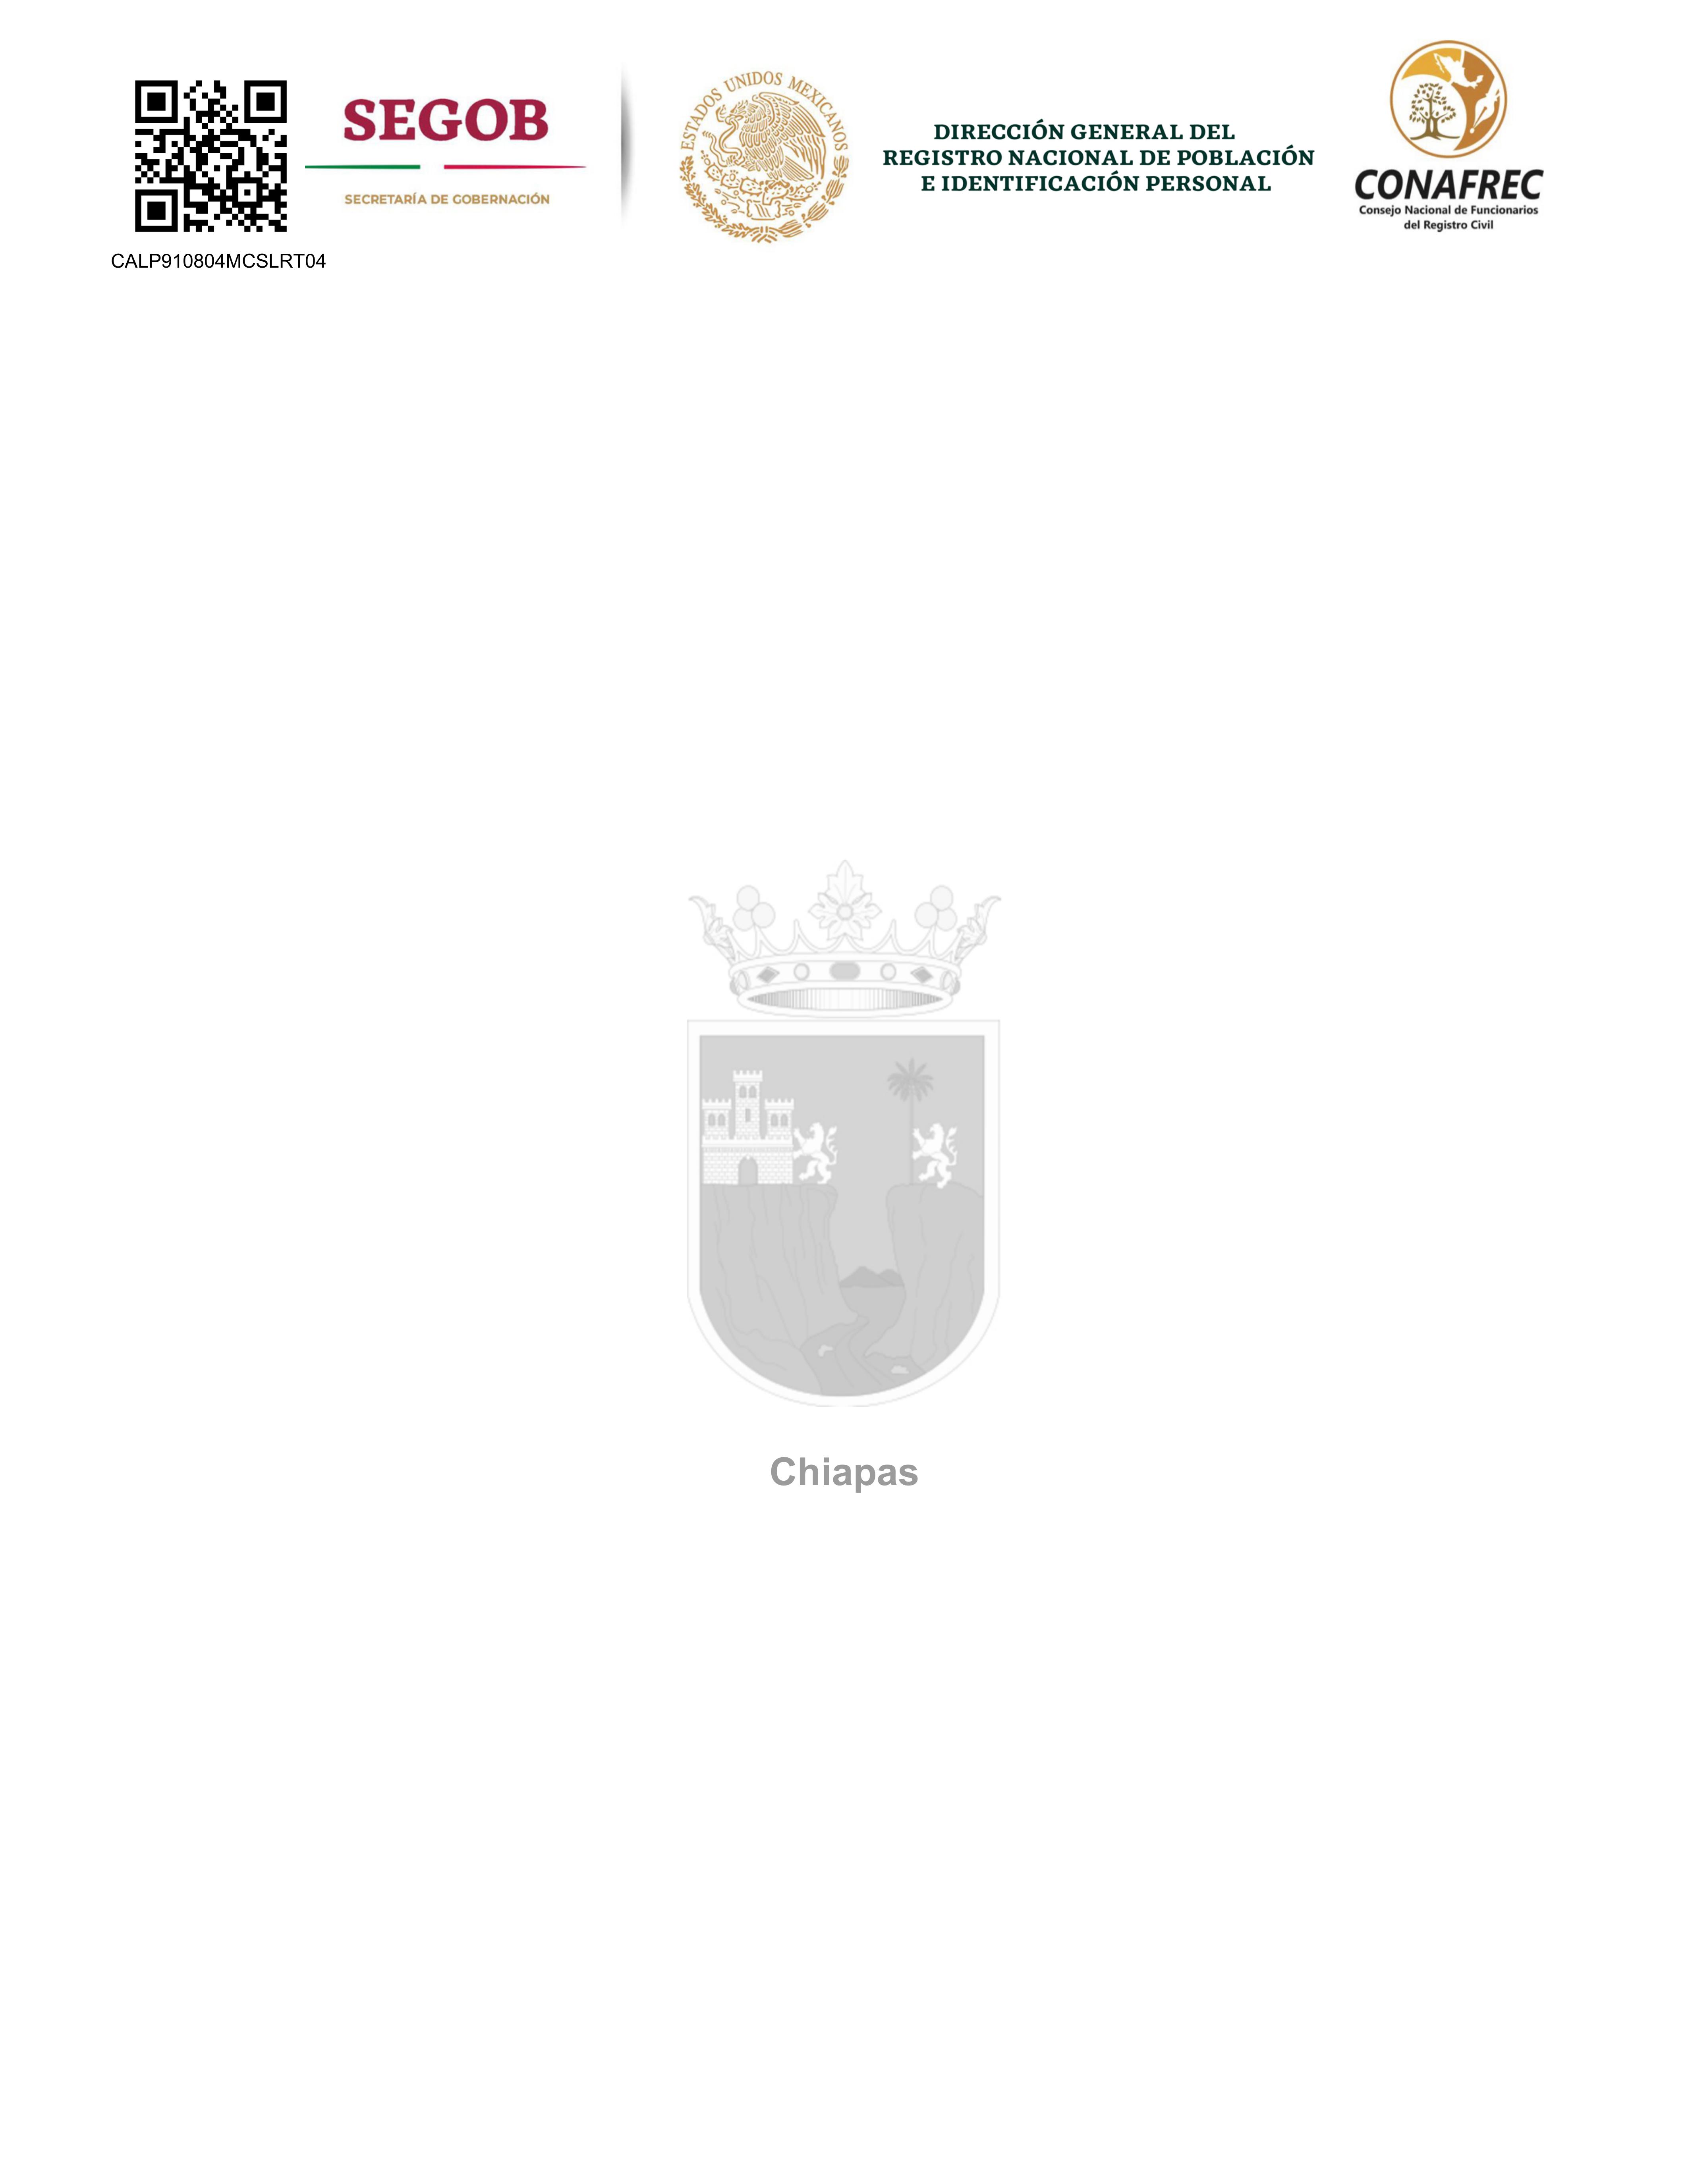 SEGOB
SECRETARÍA DE GOBERNACIÓN
ESTADOS UNIDOS MEXICANOS
DIRECCIÓN GENERAL DEL
REGISTRO NACIONAL DE POBLACIÓN
E IDENTIFICACIÓN PERSONAL
CONAFREC
Consejo Nacional de Funcionarios
del Registro Civil
CALP910804MCSLRT04
Chiapas